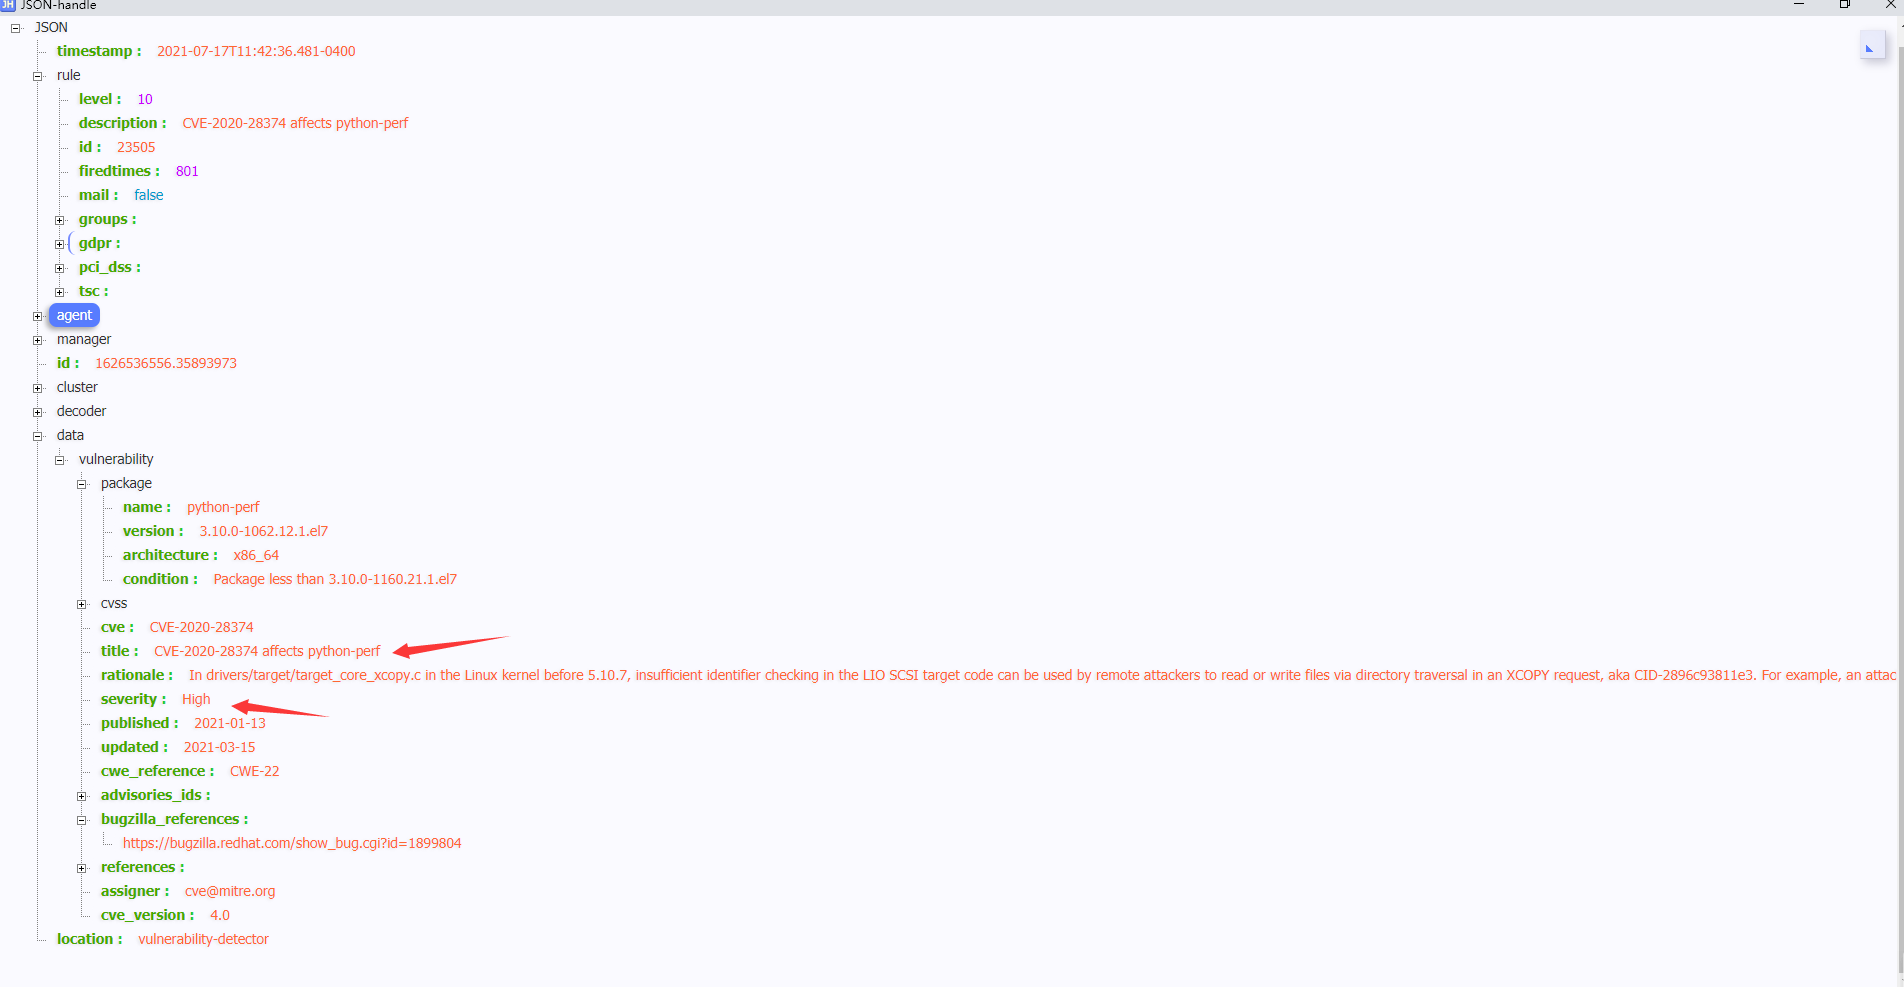 JH JSON-handle
JSON
timestamp : 2021-07-17T11:42:36.481-0400
rule
level : 10
description : CVE-2020-28374 affects python-perf
id : 23505
firedtimes : 801
mail : false
groups :
gdpr :
pci_dss :
tsc :
agent
manager
id : 1626536556.35893973
cluster
decoder
data
vulnerability
package
name : python-perf
version : 3.10.0-1062.12.1.el7
architecture : x86_64
condition : Package less than 3.10.0-1160.21.1.el7
cvss
cve : CVE-2020-28374
title : CVE-2020-28374 affects python-perf
rationale : In drivers/target/target_core_xcopy.c in the Linux kernel before 5.10.7, insufficient identifier checking in the LIO SCSI target code can be used by remote attackers to read or write files via directory traversal in an XCOPY request, aka CID-2896c93811e3. For example, an attac
severity : High
published : 2021-01-13
updated : 2021-03-15
cwe_reference : CWE-22
advisories_ids :
bugzilla_references :
https://bugzilla.redhat.com/show_bug.cgi?id=1899804
references :
assigner : cve@mitre.org
cve_version : 4.0
location : vulnerability-detector